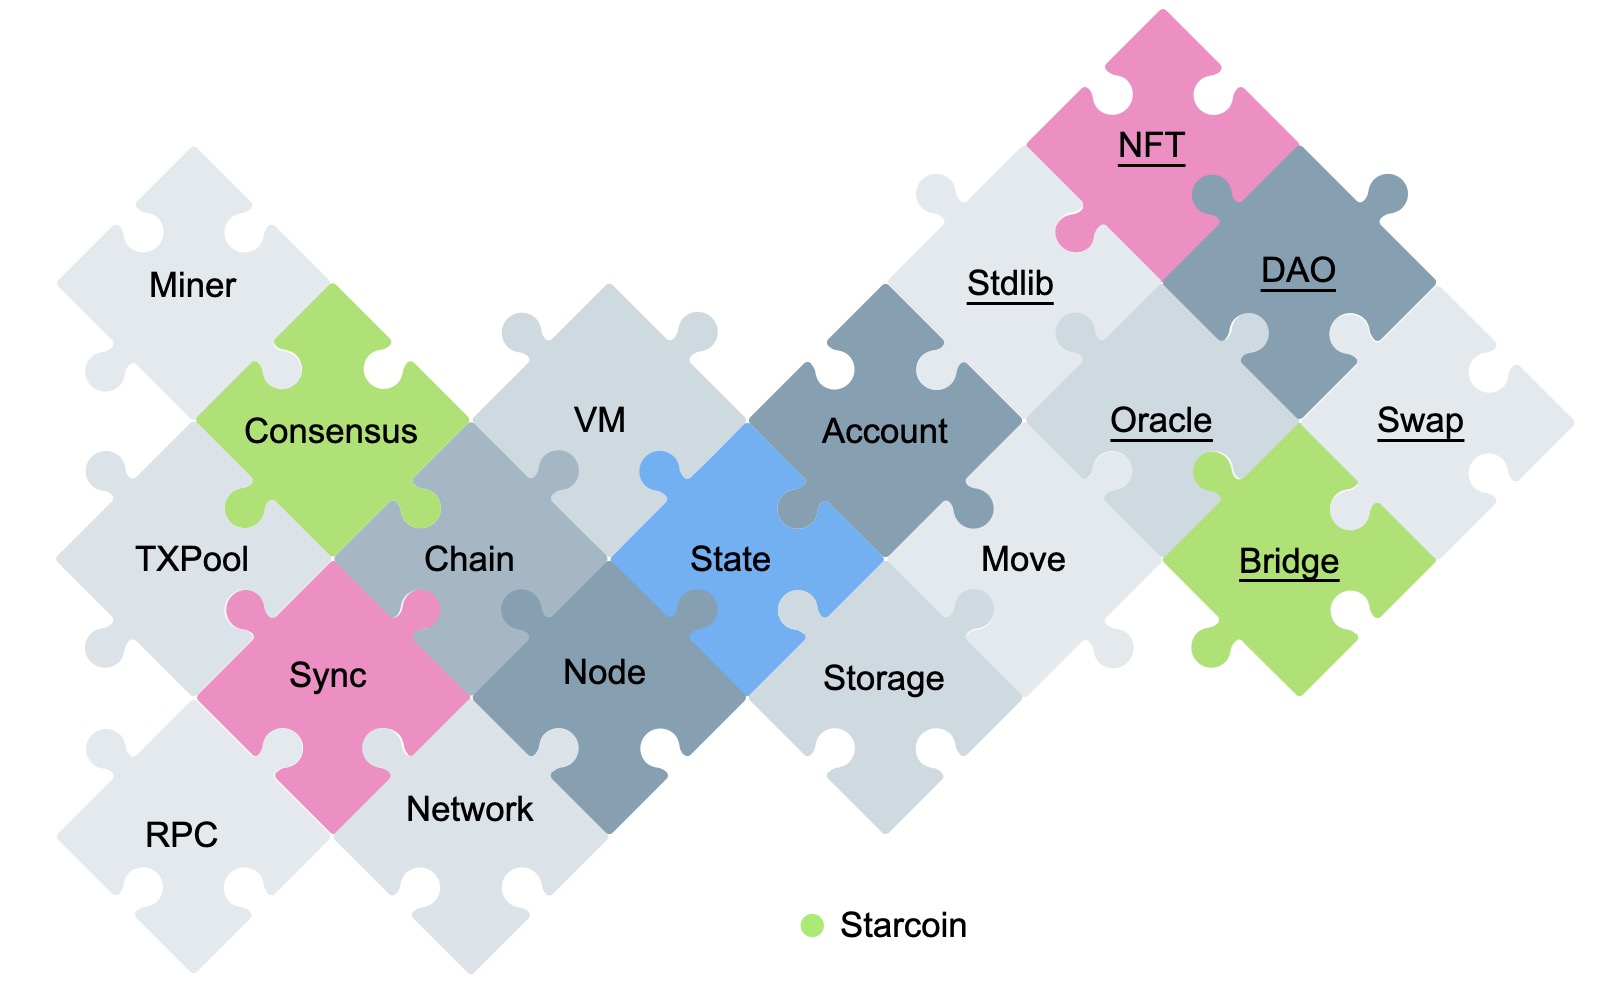 NFT
DAO
Stdlib
Miner
Consensus
VM
Account
Oracle
Swap
TXPool
Chain
State
Move
Bridge
Sync
Node
Storage
RPC
Network
Starcoin